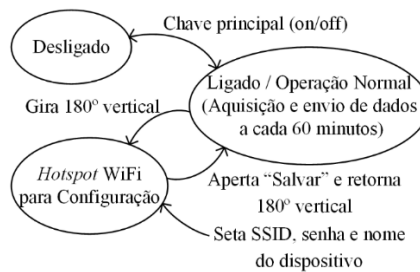 Chave principal (on/off)
Desligado
Ligado / Operação Normal
(Aquisição e envio de dados
a cada 60 minutos)
Gira 180º vertical
Hotspot WiFi
para Configuração
Aperta “Salvar” e retorna
180º vertical
Seta SSID, senha e nome
do dispositivo